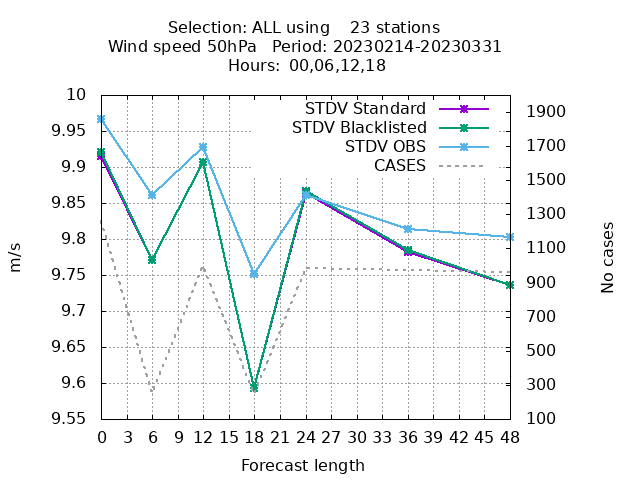 Selection: ALL using    23 stations
Wind speed 50hPa   Period: 20230214-20230331
Hours: 00,06,12,18
STDV Standard
STDV Blacklisted
STDV OBS
CASES
10
9.95
9.9
9.85
9.8
9.75
9.7
9.65
9.6
9.55
m/s
1900
1700
1500
1300
1100
900
700
500
300
100
No cases
0 3 6 9 12 15 18 21 24 27 30 33 36 39 42 45 48
Forecast length